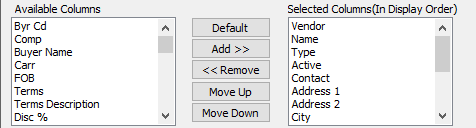 Available Columns
Byr Cd
Comp
Buyer Name
Carr
FOB
Terms
Terms Description
Disc %
Default
Add >>
<< Remove
Move Up
Move Down
Selected Columns(In Display Order)
Vendor
Name
Type
Active
Contact
Address 1
Address 2
City